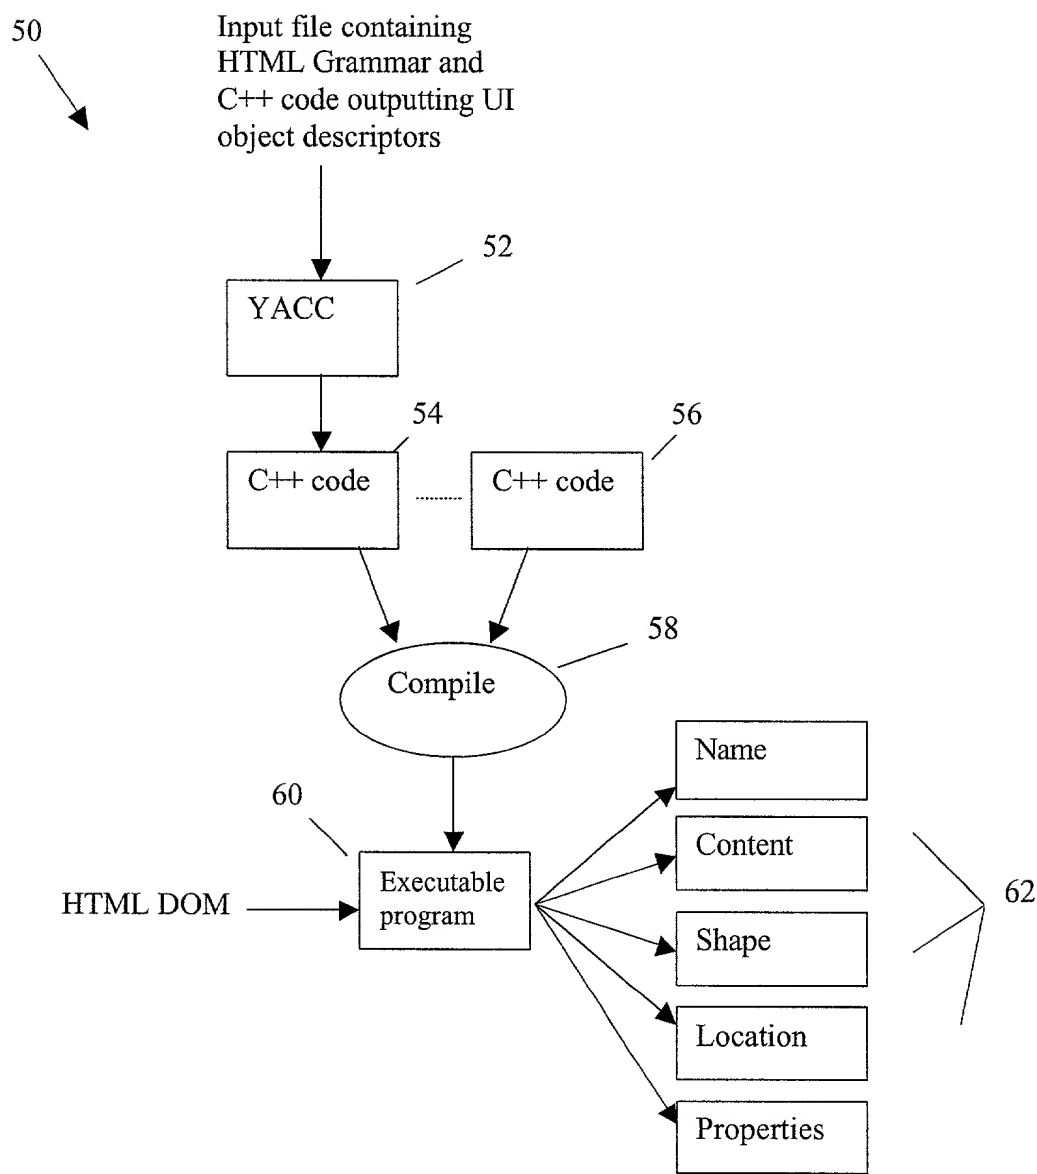 50
Input file containing
HTML Grammar and
C++ code outputting UI
object descriptors
52
YACC
54
56
C++ code
C++ code
58
Compile
Name
60
Content
Executable
program
HTML DOM
62
Shape
Location
Properties